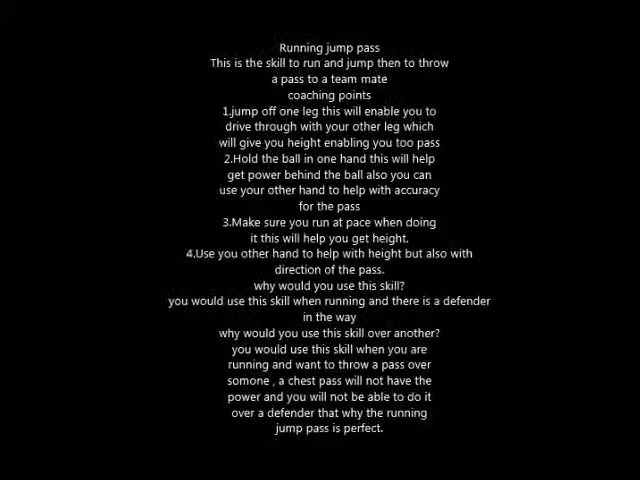 Running jump pass
This is the skill to run and jump then to throw
a pass to a team mate
coaching points
1.jump off one leg this will enable you to
drive through with your other leg which
will give you height enabling you too pass
2.Hold the ball in one hand this will help
get power behind the ball also you can
use your other hand to help with accuracy
for the pass
3.Make sure you run at pace when doing
it this will help you get height.
4.Use you other hand to help with height but also with
direction of the pass.
why would you use this skill?
you would use this skill when running and there is a defender
in the way
why would you use this skill over another?
you would use this skill when you are
running and want to throw a pass over
somone , a chest pass will not have the
power and you will not be able to do it
over a defender that why the running
jump pass is perfect.